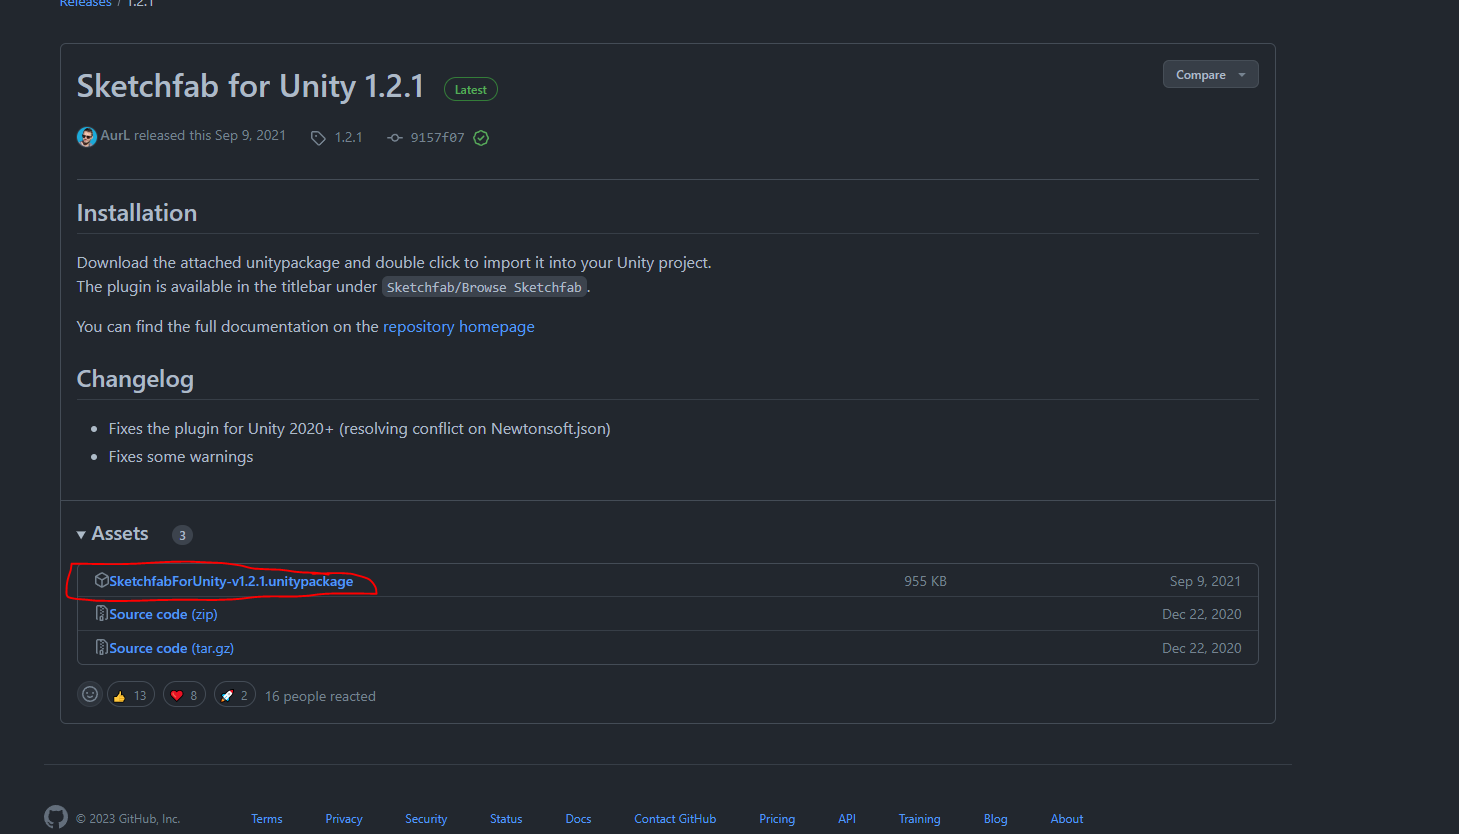 Releases / 1.2.1
Sketchfab for Unity 1.2.1 Latest
Compare
AurL released this Sep 9, 2021 1.2.1 9157f07
Installation
Download the attached unitypackage and double click to import it into your Unity project.
The plugin is available in the titlebar under Sketchfab/Browse Sketchfab.
You can find the full documentation on the repository homepage
Changelog
• Fixes the plugin for Unity 2020+ (resolving conflict on Newtonsoft.json)
• Fixes some warnings
Assets 3
SketchfabForUnity-v1.2.1.unitypackage 955 KB Sep 9, 2021
Source code (zip) Dec 22, 2020
Source code (tar.gz) Dec 22, 2020
13 8 2 16 people reacted
© 2023 GitHub, Inc. Terms Privacy Security Status Docs Contact GitHub Pricing API Training Blog About